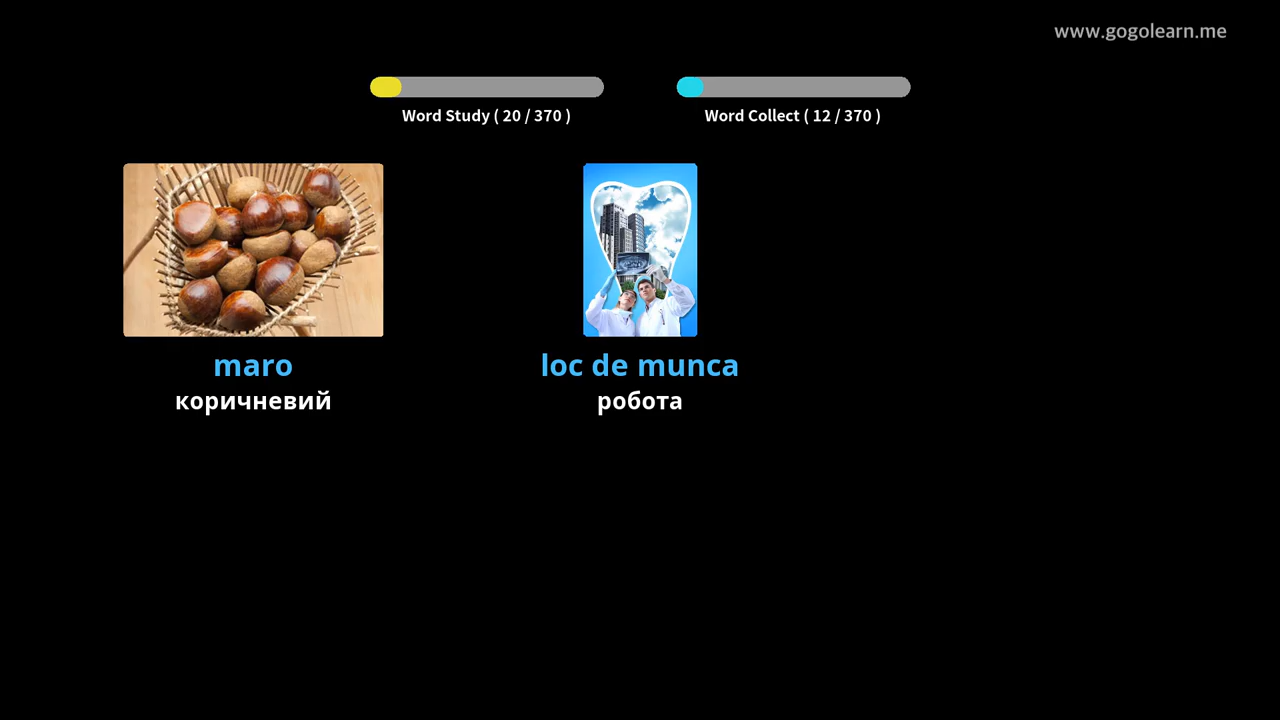 www.gogolearn.me
Word Study ( 20 / 370 )
Word Collect ( 12 / 370 )
maro
коричневий
loc de munca
робота